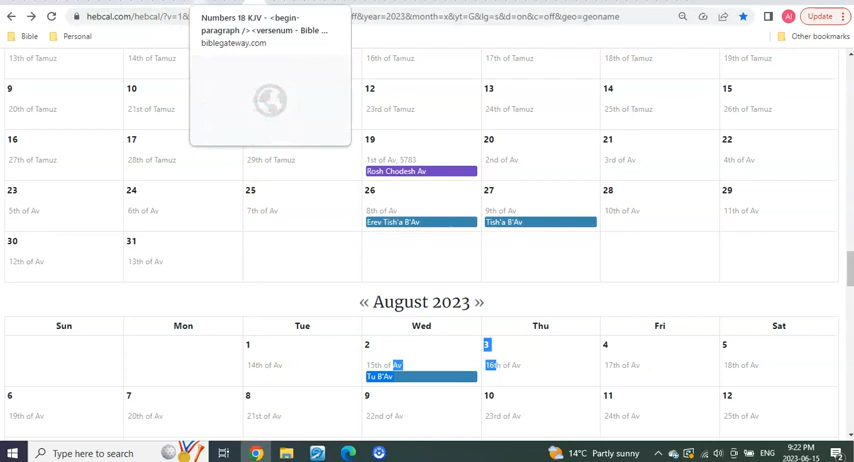 hebcal.com/hebcal/?v=1& ff&year=2023&month=x&yt=G&lg=s&d=on&c=off&geo=geoname
Update
Numbers 18 KJV - <begin-
paragraph /><versenum - Bible ...
biblegateway.com
AI
Bible Personal Other bookmarks
13th of Tamuz 14th of Tamuz 16th of Tamuz 17th of Tamuz 18th of Tamuz 19th of Tamuz
9 10 12 13 14 15
20th of Tamuz 21st of Tamuz 23rd of Tamuz 24th of Tamuz 25th of Tamuz 26th of Tamuz
16 17 19 20 21 22
27th of Tamuz 28th of Tamuz 29th of Tamuz 1st of Av, 5783 2nd of Av 3rd of Av 4th of Av
Rosh Chodesh Av
23 24 25 26 27 28 29
5th of Av 6th of Av 7th of Av 8th of Av 9th of Av 10th of Av 11th of Av
Erev Tish'a B'Av Tish'a B'Av
30 31
12th of Av 13th of Av
« August 2023 »
Sun Mon Tue Wed Thu Fri Sat
1 2 3 4 5
14th of Av 15th of Av 16th of Av 17th of Av 18th of Av
Tu B'Av
6 7 8 9 10 11 12
19th of Av 20th of Av 21st of Av 22nd of Av 23rd of Av 24th of Av 25th of Av
Type here to search
14°C Partly sunny
ENG
9:22 PM
2023-06-15
2